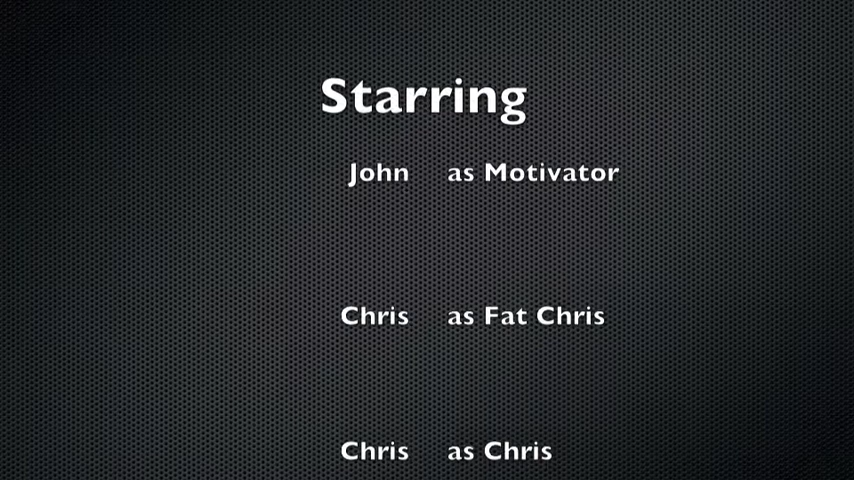 Starring
John as Motivator
Chris as Fat Chris
Chris as Chris